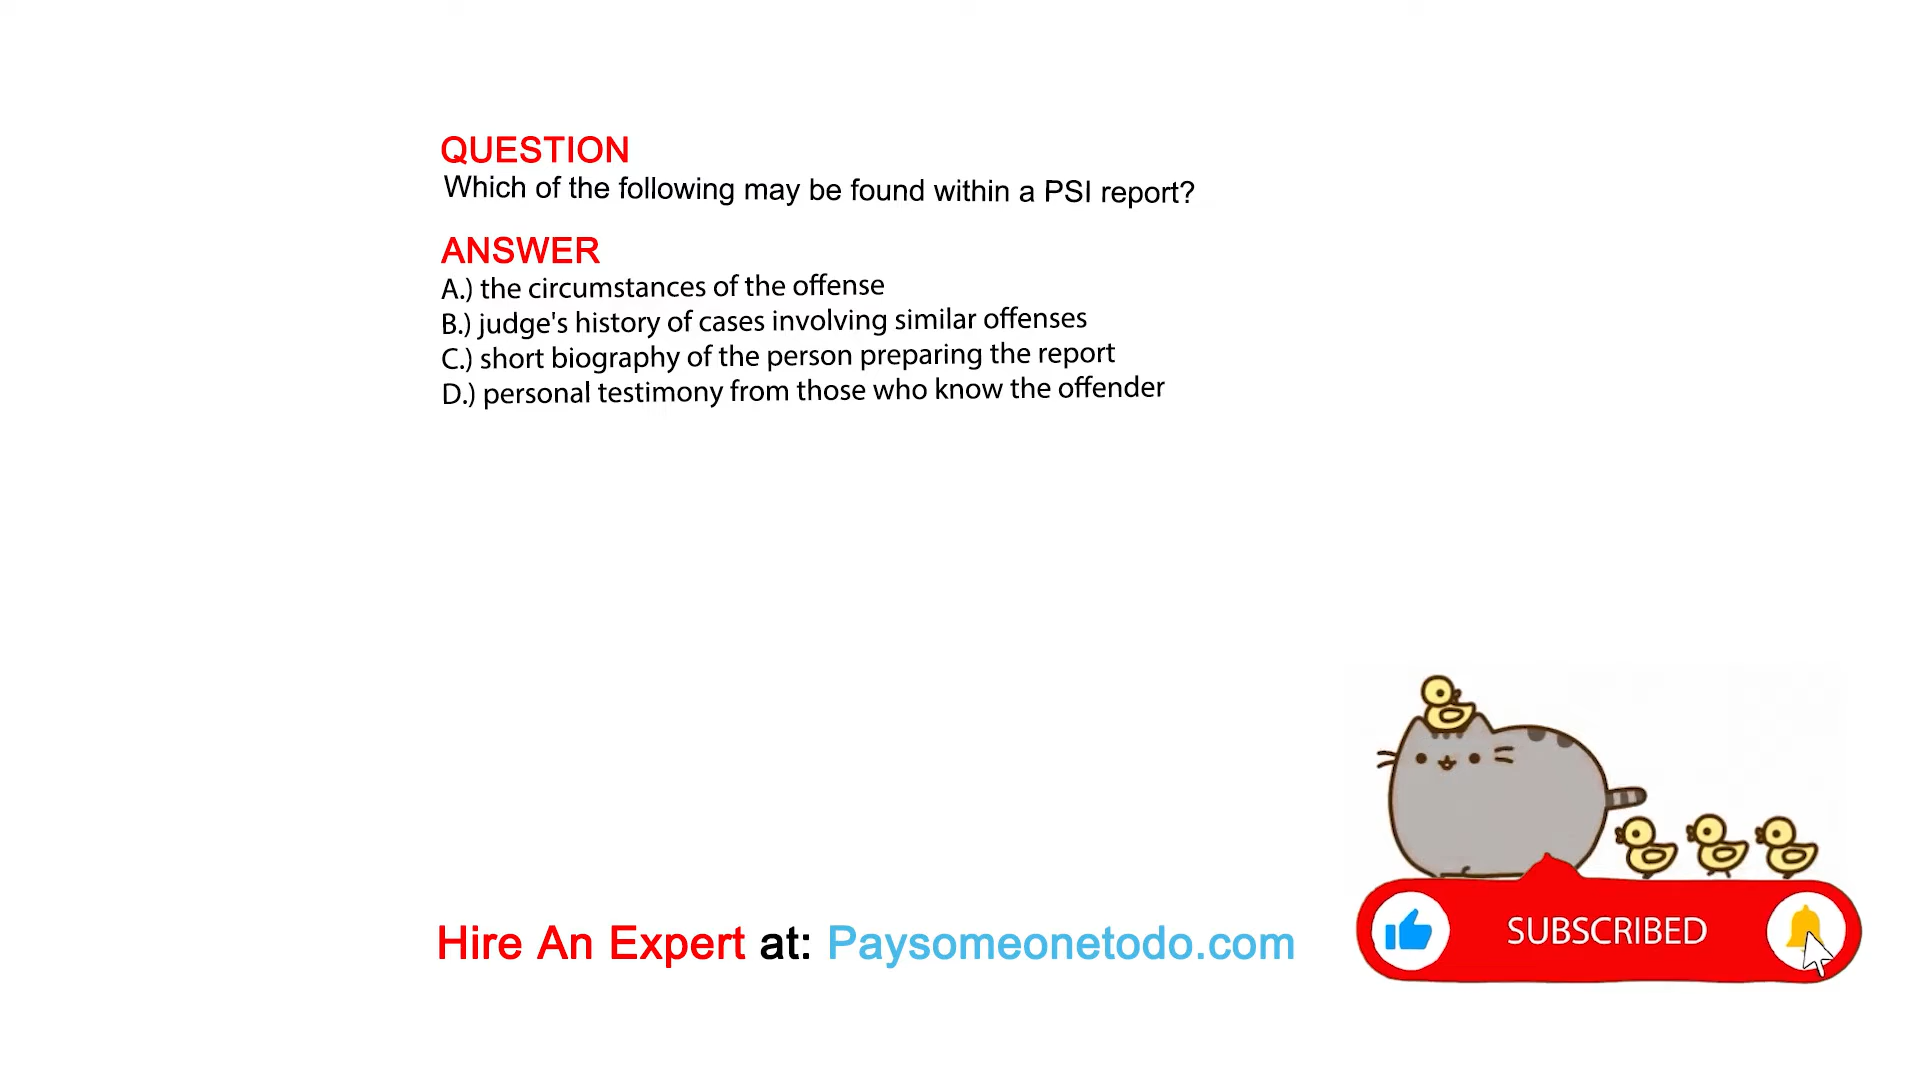 QUESTION
Which of the following may be found within a PSI report?
ANSWER
A.) the circumstances of the offense
B.) judge's history of cases involving similar offenses
C.) short biography of the person preparing the report
D.) personal testimony from those who know the offender
Hire An Expert at: Paysomeonetodo.com
SUBSCRIBED